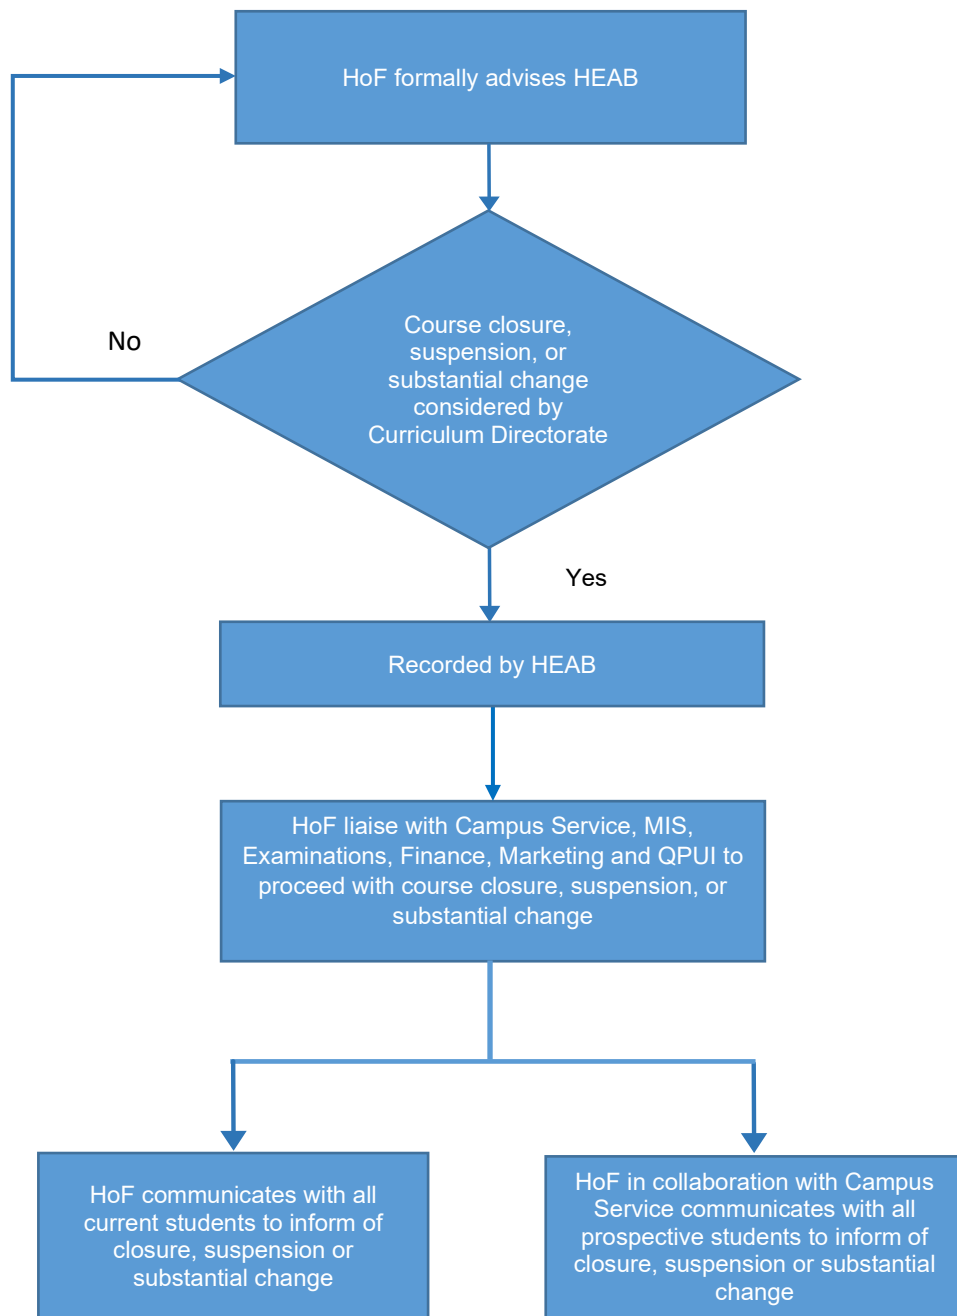 HoF formally advises HEAB
Course closure,
suspension, or
substantial change
considered by
Curriculum Directorate
No
Yes
Recorded by HEAB
HoF liaise with Campus Service, MIS,
Examinations, Finance, Marketing and QPUI to
proceed with course closure, suspension, or
substantial change
HoF communicates with all
current students to inform of
closure, suspension or
substantial change
HoF in collaboration with Campus
Service communicates with all
prospective students to inform of
closure, suspension or substantial
change